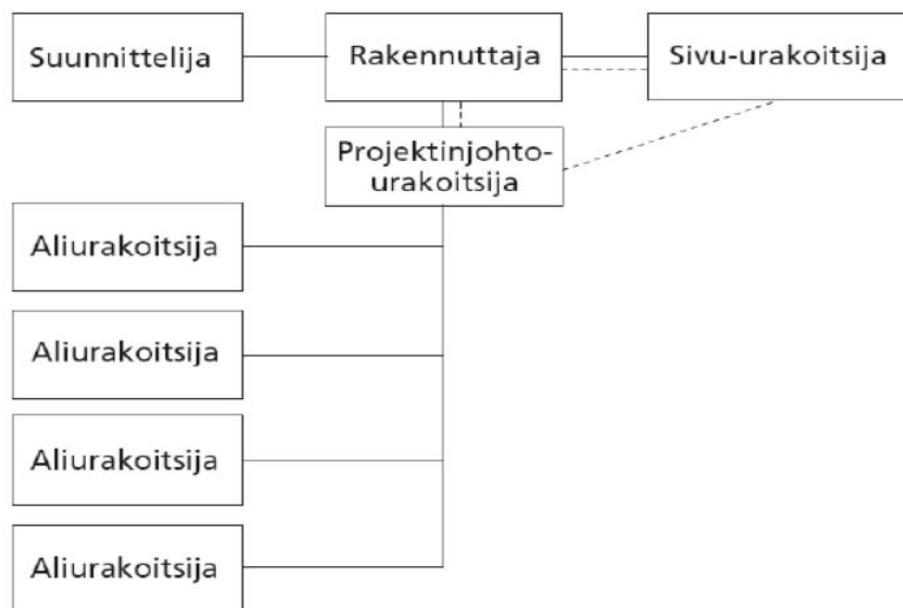 Suunnittelija
Rakennuttaja
Sivu-urakoitsija
Projektinjohto-
urakoitsija
Aliurakoitsija
Aliurakoitsija
Aliurakoitsija
Aliurakoitsija